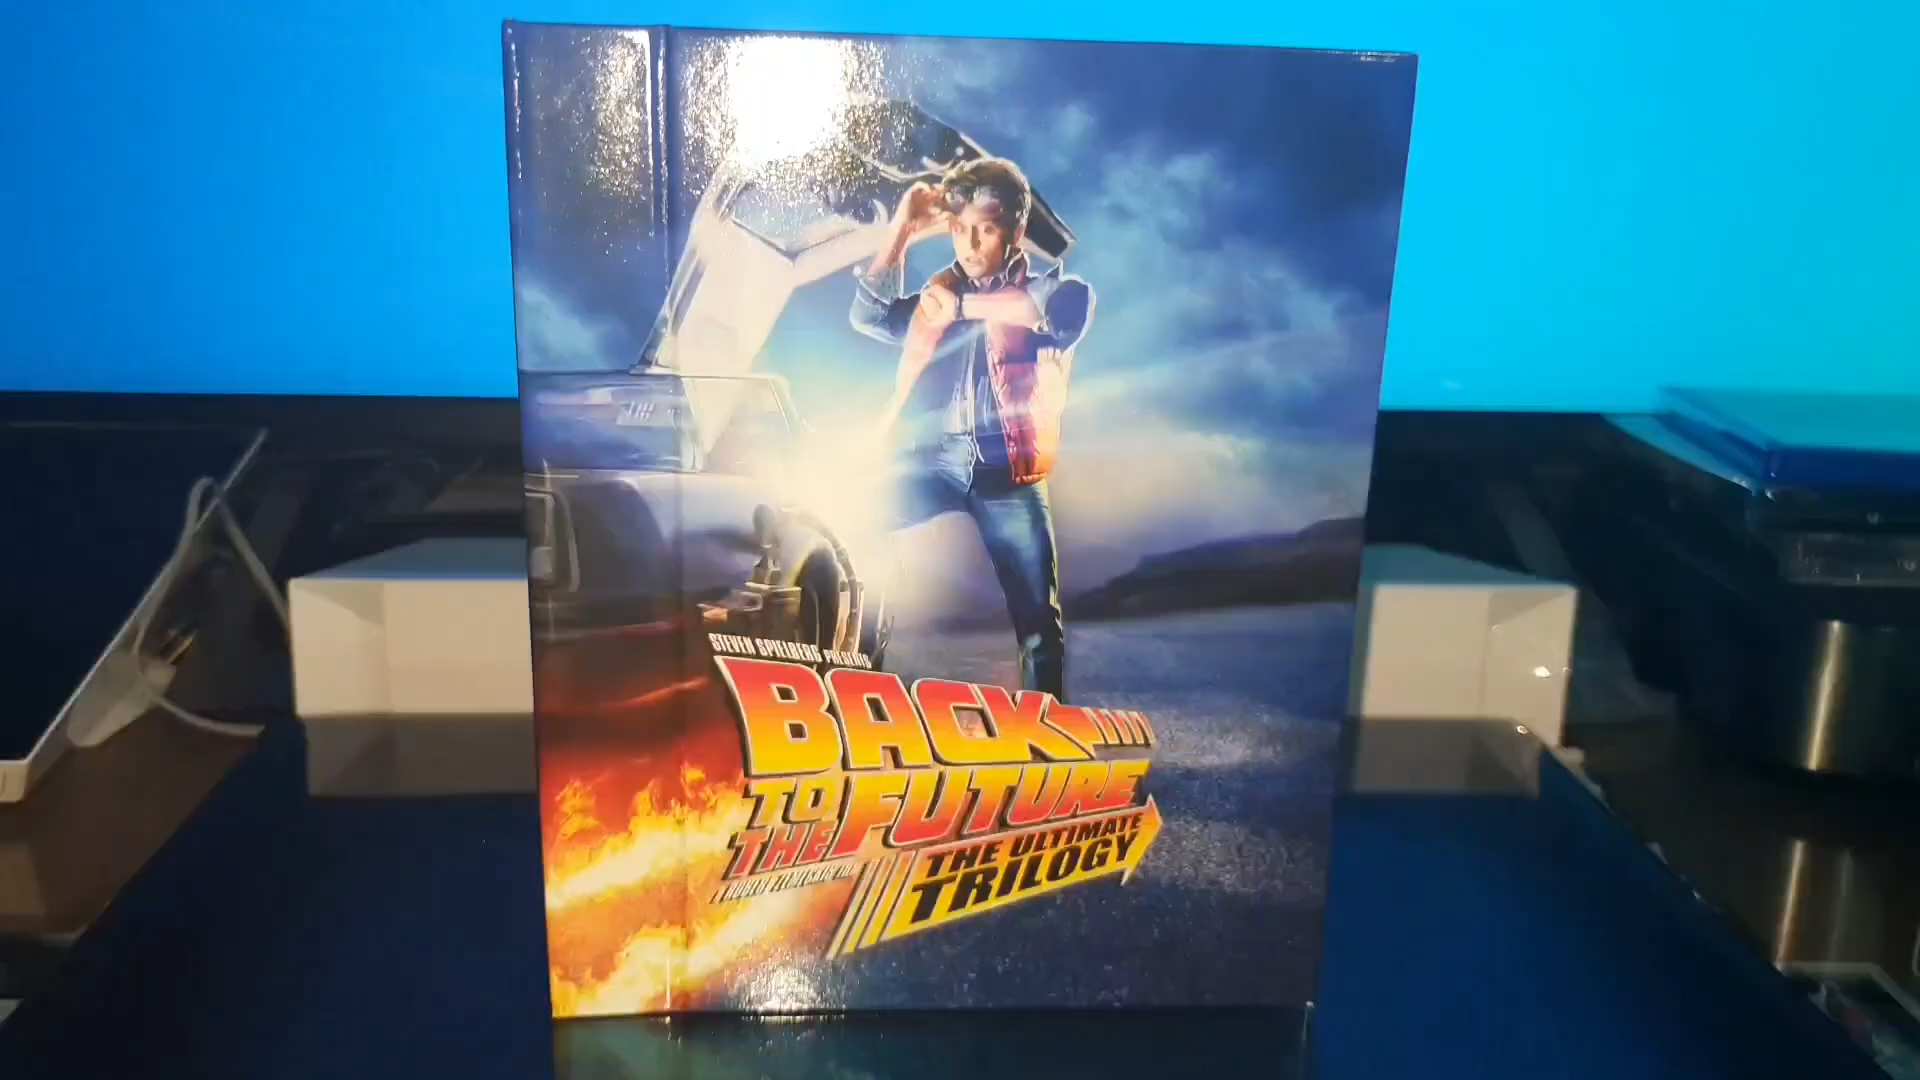 STEVEN SPIELBERG PRESENTS
BACK
TO
THE FUTURE
THE ULTIMATE
TRILOGY